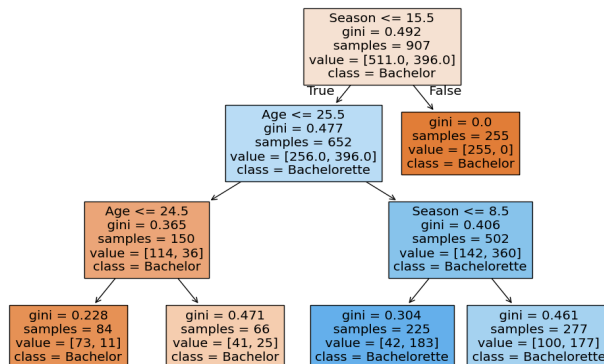 Season <= 15.5
gini = 0.492
samples = 907
value = [511.0, 396.0]
class = Bachelor
True
False
Age <= 25.5
gini = 0.477
samples = 652
value = [256.0, 396.0]
class = Bachelorette
gini = 0.0
samples = 255
value = [255, 0]
class = Bachelor
Age <= 24.5
gini = 0.365
samples = 150
value = [114, 36]
class = Bachelor
Season <= 8.5
gini = 0.406
samples = 502
value = [142, 360]
class = Bachelorette
gini = 0.228
samples = 84
value = [73, 11]
class = Bachelor
gini = 0.471
samples = 66
value = [41, 25]
class = Bachelor
gini = 0.304
samples = 225
value = [42, 183]
class = Bachelorette
gini = 0.461
samples = 277
value = [100, 177]
class = Bachelorette